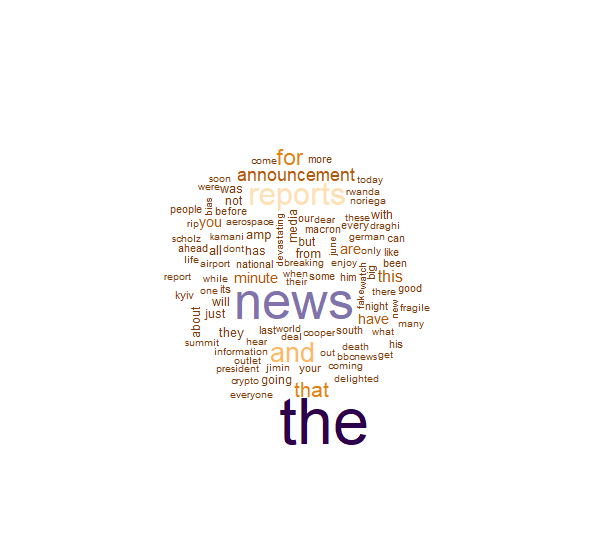 come for more
announcement
soon today
were was reports rwanda
not noriega
people bias before our dear these with
rip you aerospace media every draghi
scholz kamani amp devastating but macron june german can
ahead all dont has from are only like
life airport national breaking enjoy watch big been
report while minute when some him this
their
kyiv one its news fake there good
will night new fragile
about just have
they last world cooper south what many
summit hear deal his
information and out death
outlet bbcnews get
president jimin your coming
crypto going delighted
everyone that
the